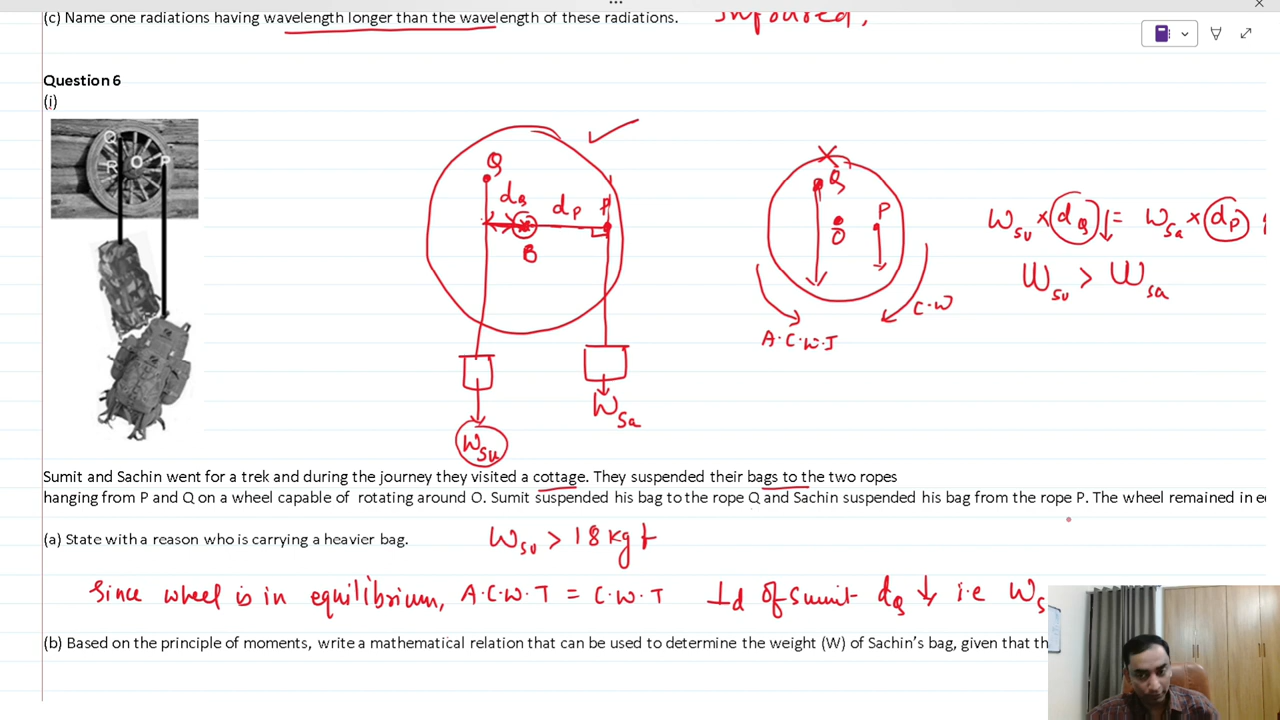 (c) Name one radiations having wavelength longer than the wavelength of these radiations. Infrared,
Question 6
(i)
Q
R O P
Q
dQ
dP P
B
WSu
WSa
Q
P
O
A.C.W.T
C.W
WSu × dQ ↓ = WSa × dP
WSu > WSa
Sumit and Sachin went for a trek and during the journey they visited a cottage. They suspended their bags to the two ropes
hanging from P and Q on a wheel capable of rotating around O. Sumit suspended his bag to the rope Q and Sachin suspended his bag from the rope P. The wheel remained in
(a) State with a reason who is carrying a heavier bag. WSu > 18 kg f
Since wheel is in equilibrium, A.C.W.T = C.W.T ⊥d of Sumit dQ ↓ i.e
(b) Based on the principle of moments, write a mathematical relation that can be used to determine the weight (W) of Sachin's bag, given that